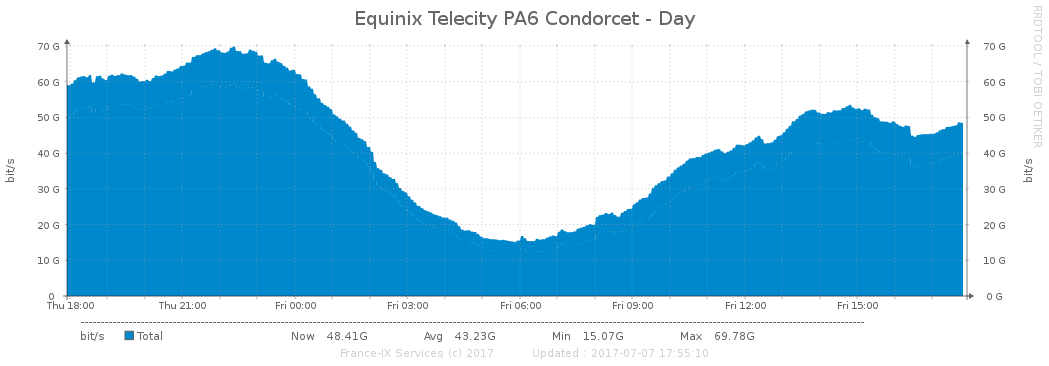 Equinix Telecity PA6 Condorcet - Day
RRDTOOL / TOBI OETIKER
bit/s
70 G 70 G
60 G 60 G
50 G 50 G
40 G 40 G
30 G 30 G
20 G 20 G
10 G 10 G
0 0 G
bit/s
Thu 18:00 Thu 21:00 Fri 00:00 Fri 03:00 Fri 06:00 Fri 09:00 Fri 12:00 Fri 15:00
bit/s Total Now 48.41G Avg 43.23G Min 15.07G Max 69.78G
France-IX Services (c) 2017 Updated : 2017-07-07 17:55:10